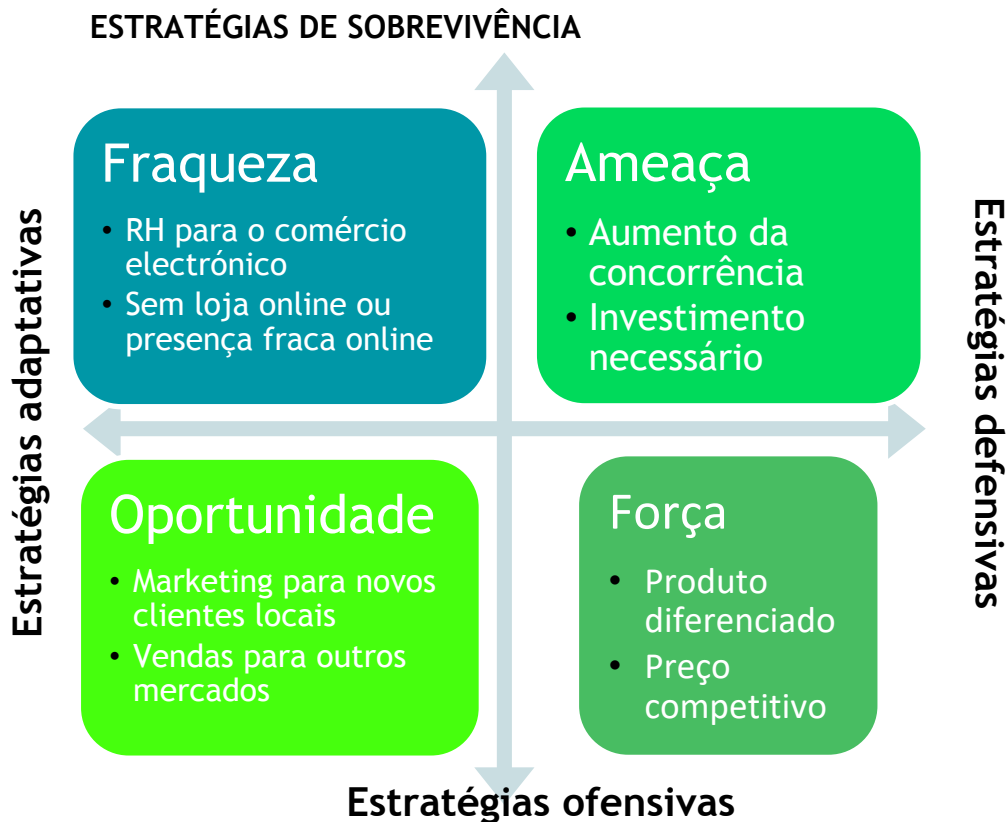 ESTRATÉGIAS DE SOBREVIVÊNCIA
Fraqueza
• RH para o comércio
electrónico
• Sem loja online ou
presença fraca online
Ameaça
• Aumento da
concorrência
• Investimento
necessário
Estratégias adaptativas
Estratégias defensivas
Oportunidade
• Marketing para novos
clientes locais
• Vendas para outros
mercados
Força
• Produto
diferenciado
• Preço
competitivo
Estratégias ofensivas